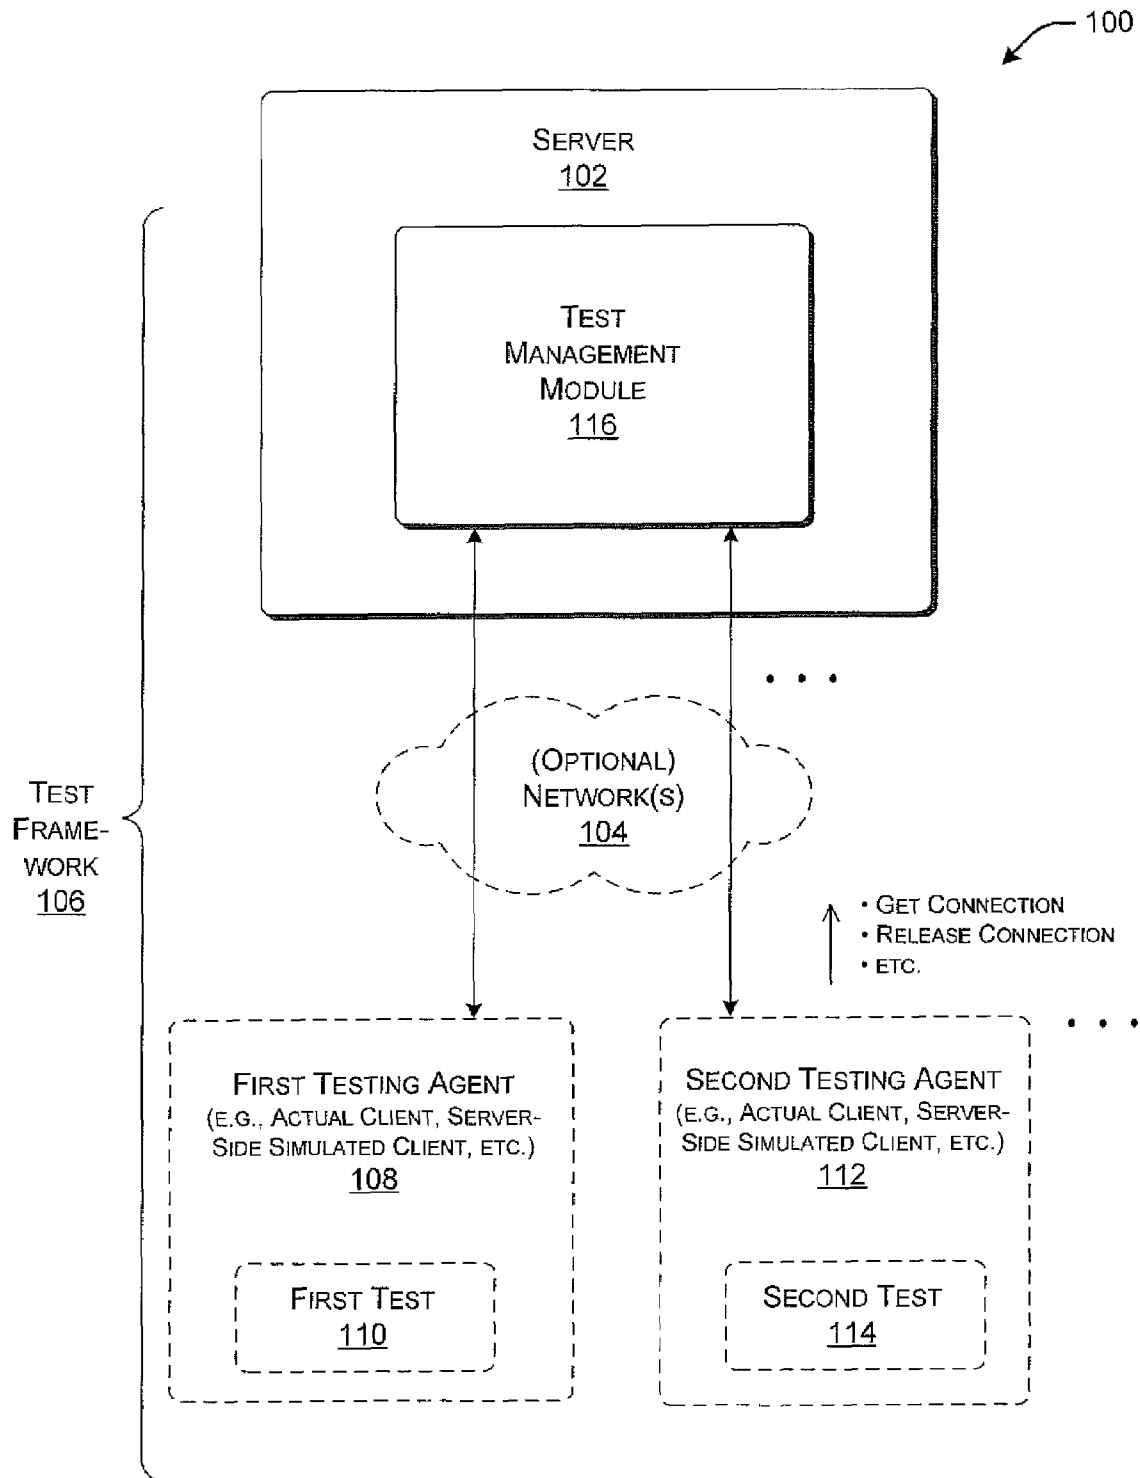 100
SERVER
102
TEST
MANAGEMENT
MODULE
116
• • •
(OPTIONAL)
NETWORK(S)
104
TEST
FRAME-
WORK
106
• GET CONNECTION
• RELEASE CONNECTION
• ETC.
• • •
FIRST TESTING AGENT
(E.G., ACTUAL CLIENT, SERVER-
SIDE SIMULATED CLIENT, ETC.)
108
FIRST TEST
110
SECOND TESTING AGENT
(E.G., ACTUAL CLIENT, SERVER-
SIDE SIMULATED CLIENT, ETC.)
112
SECOND TEST
114